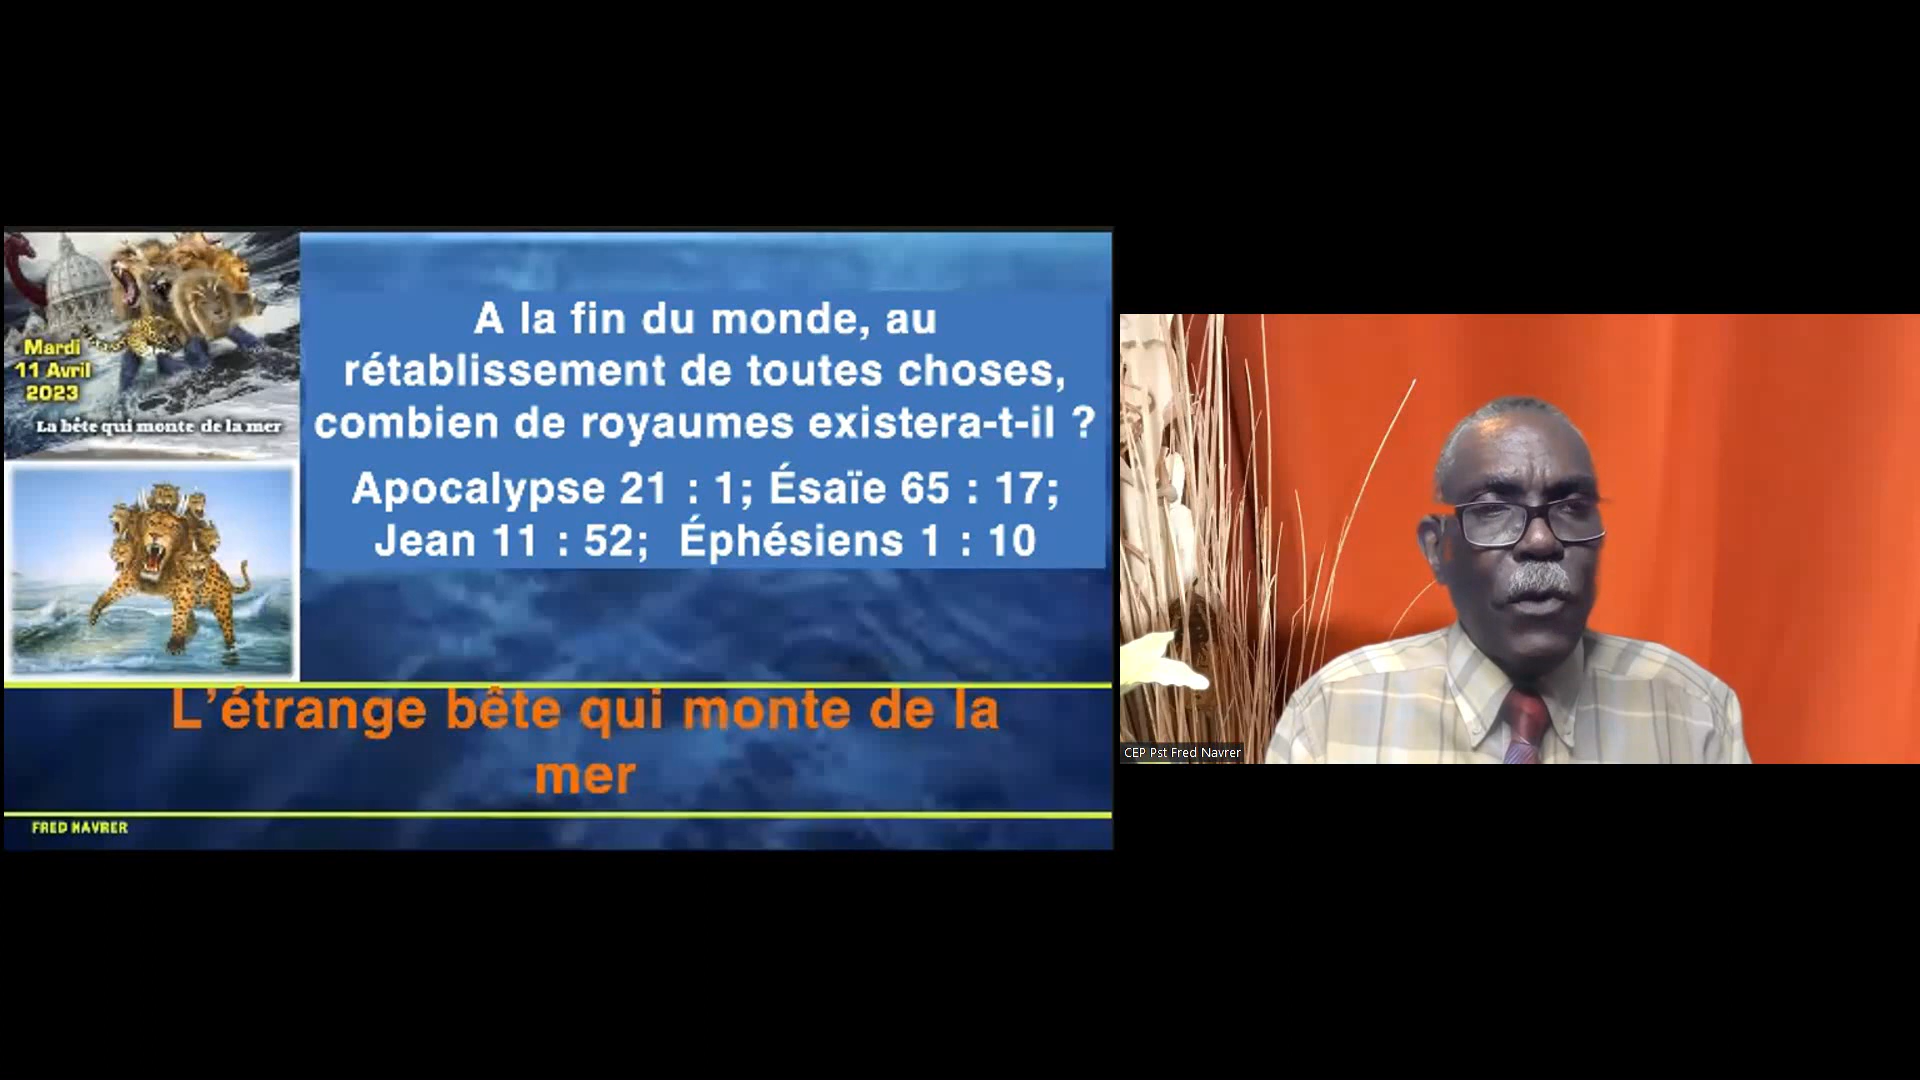 Mardi
11 Avril
2023
La bête qui monte de la mer
A la fin du monde, au
rétablissement de toutes choses,
combien de royaumes existera-t-il ?
Apocalypse 21 : 1; Ésaïe 65 : 17;
Jean 11 : 52; Éphésiens 1 : 10
L'étrange bête qui monte de la
mer
FRED NAVRER
CEP Pst Fred Navrer